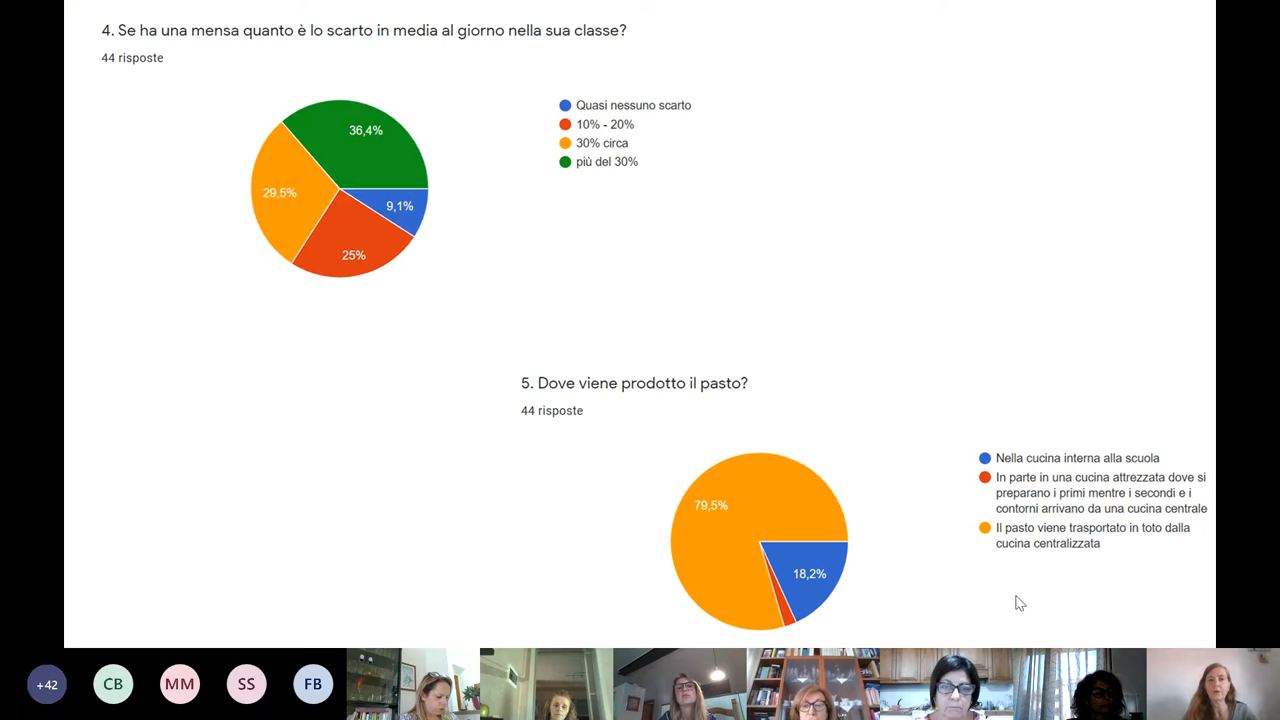 4. Se ha una mensa quanto è lo scarto in media al giorno nella sua classe?
44 risposte
36,4%
29,5%
9,1%
25%
Quasi nessuno scarto
10% - 20%
30% circa
più del 30%
5. Dove viene prodotto il pasto?
44 risposte
79,5%
18,2%
Nella cucina interna alla scuola
In parte in una cucina attrezzata dove si
preparano i primi mentre i secondi e i
contorni arrivano da una cucina centrale
Il pasto viene trasportato in toto dalla
cucina centralizzata
+42
CB
MM
SS
FB